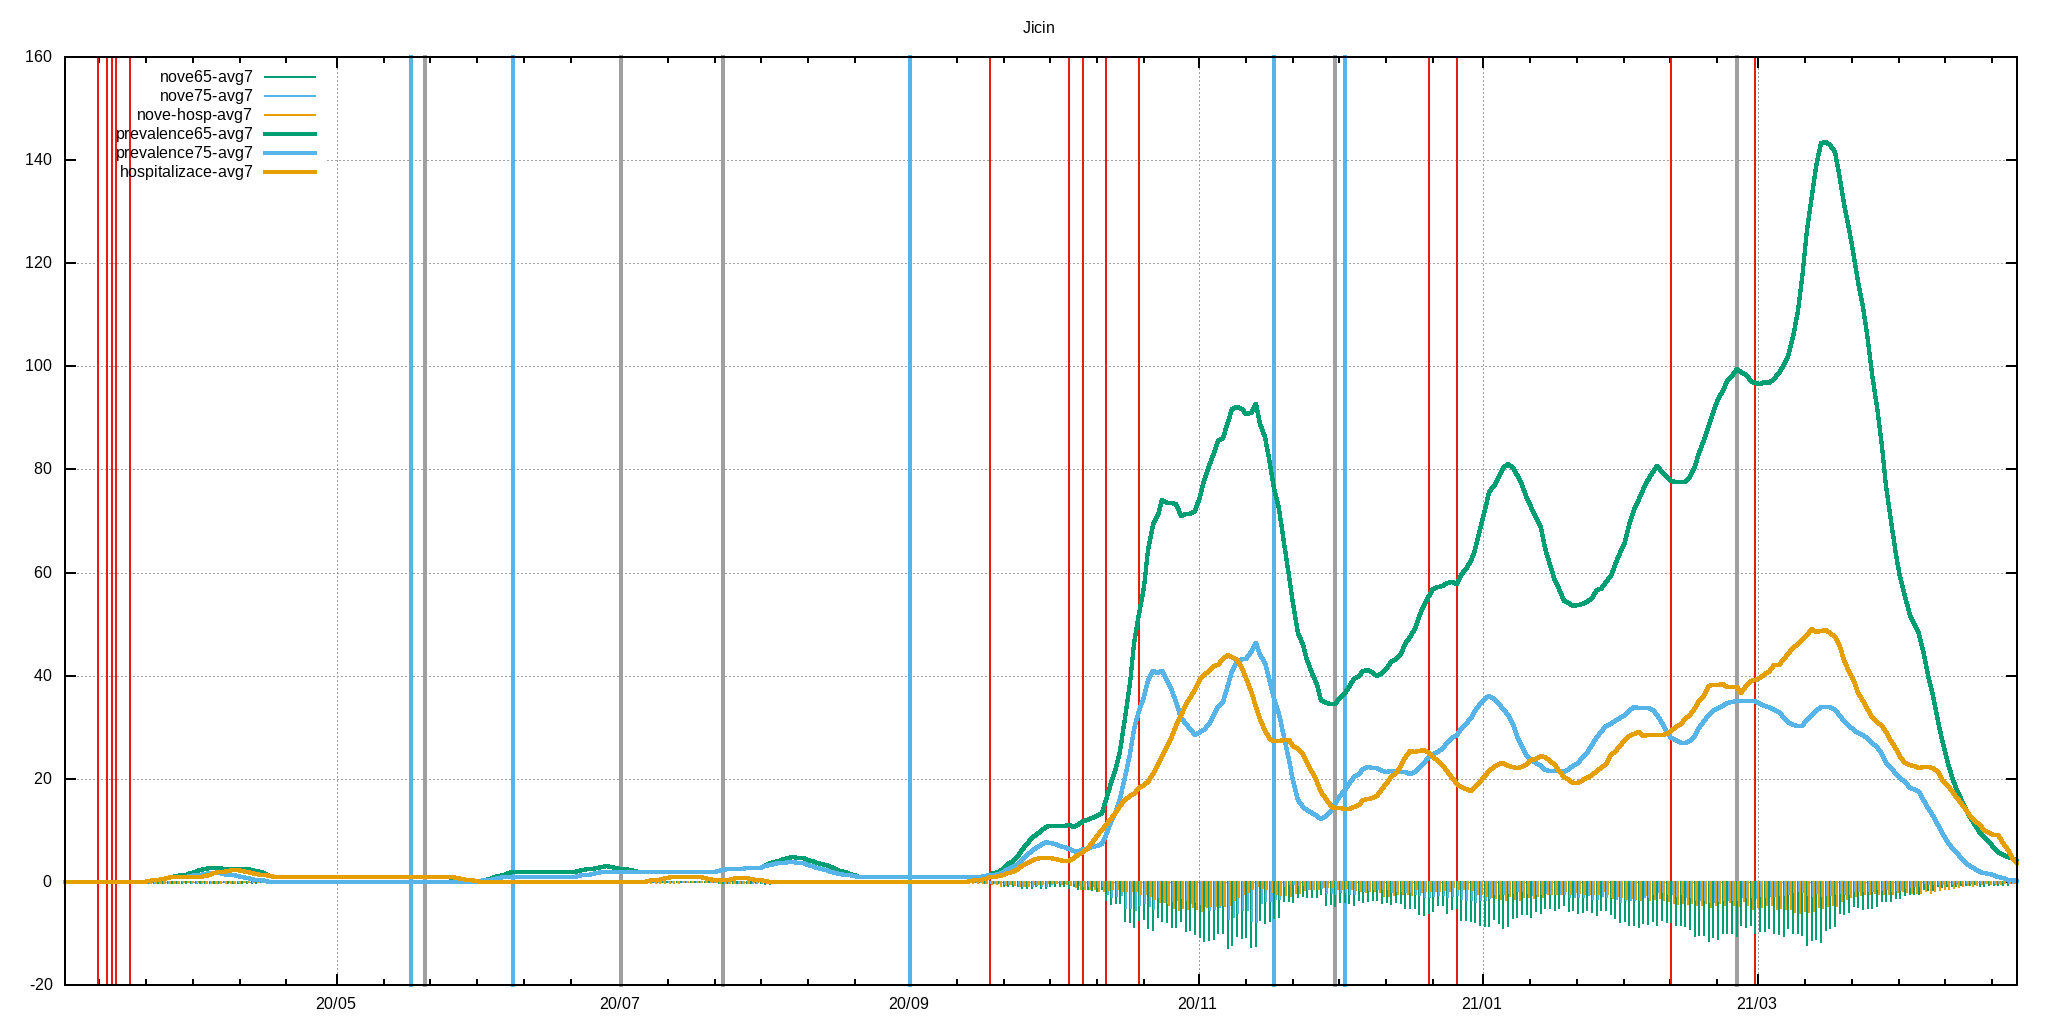 Jicin
160
140
120
100
80
60
40
20
0
-20
nove65-avg7
nove75-avg7
nove-hosp-avg7
prevalence65-avg7
prevalence75-avg7
hospitalizace-avg7
20/05
20/07
20/09
20/11
21/01
21/03